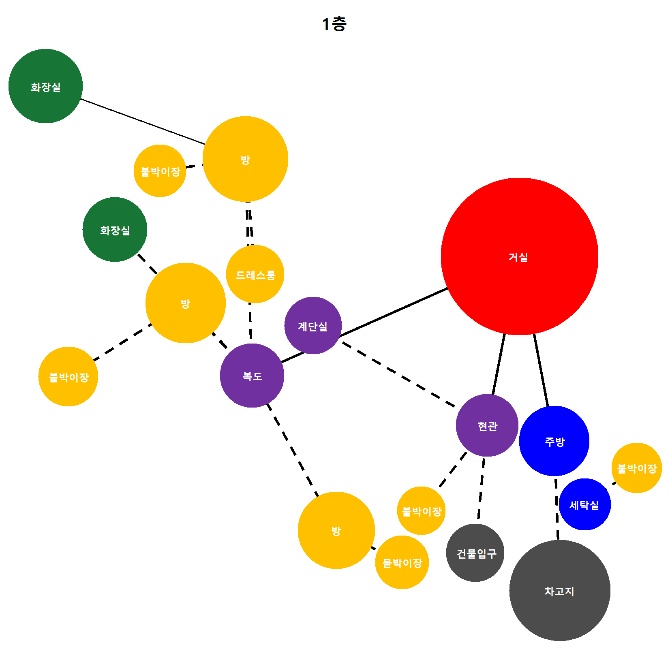 1층
화장실
방
붙박이장
화장실
거실
드레스룸
방
계단실
복도
붙박이장
현관
주방
붙박이장
세탁실
붙박이장
방
건물입구
붙박이장
차고지